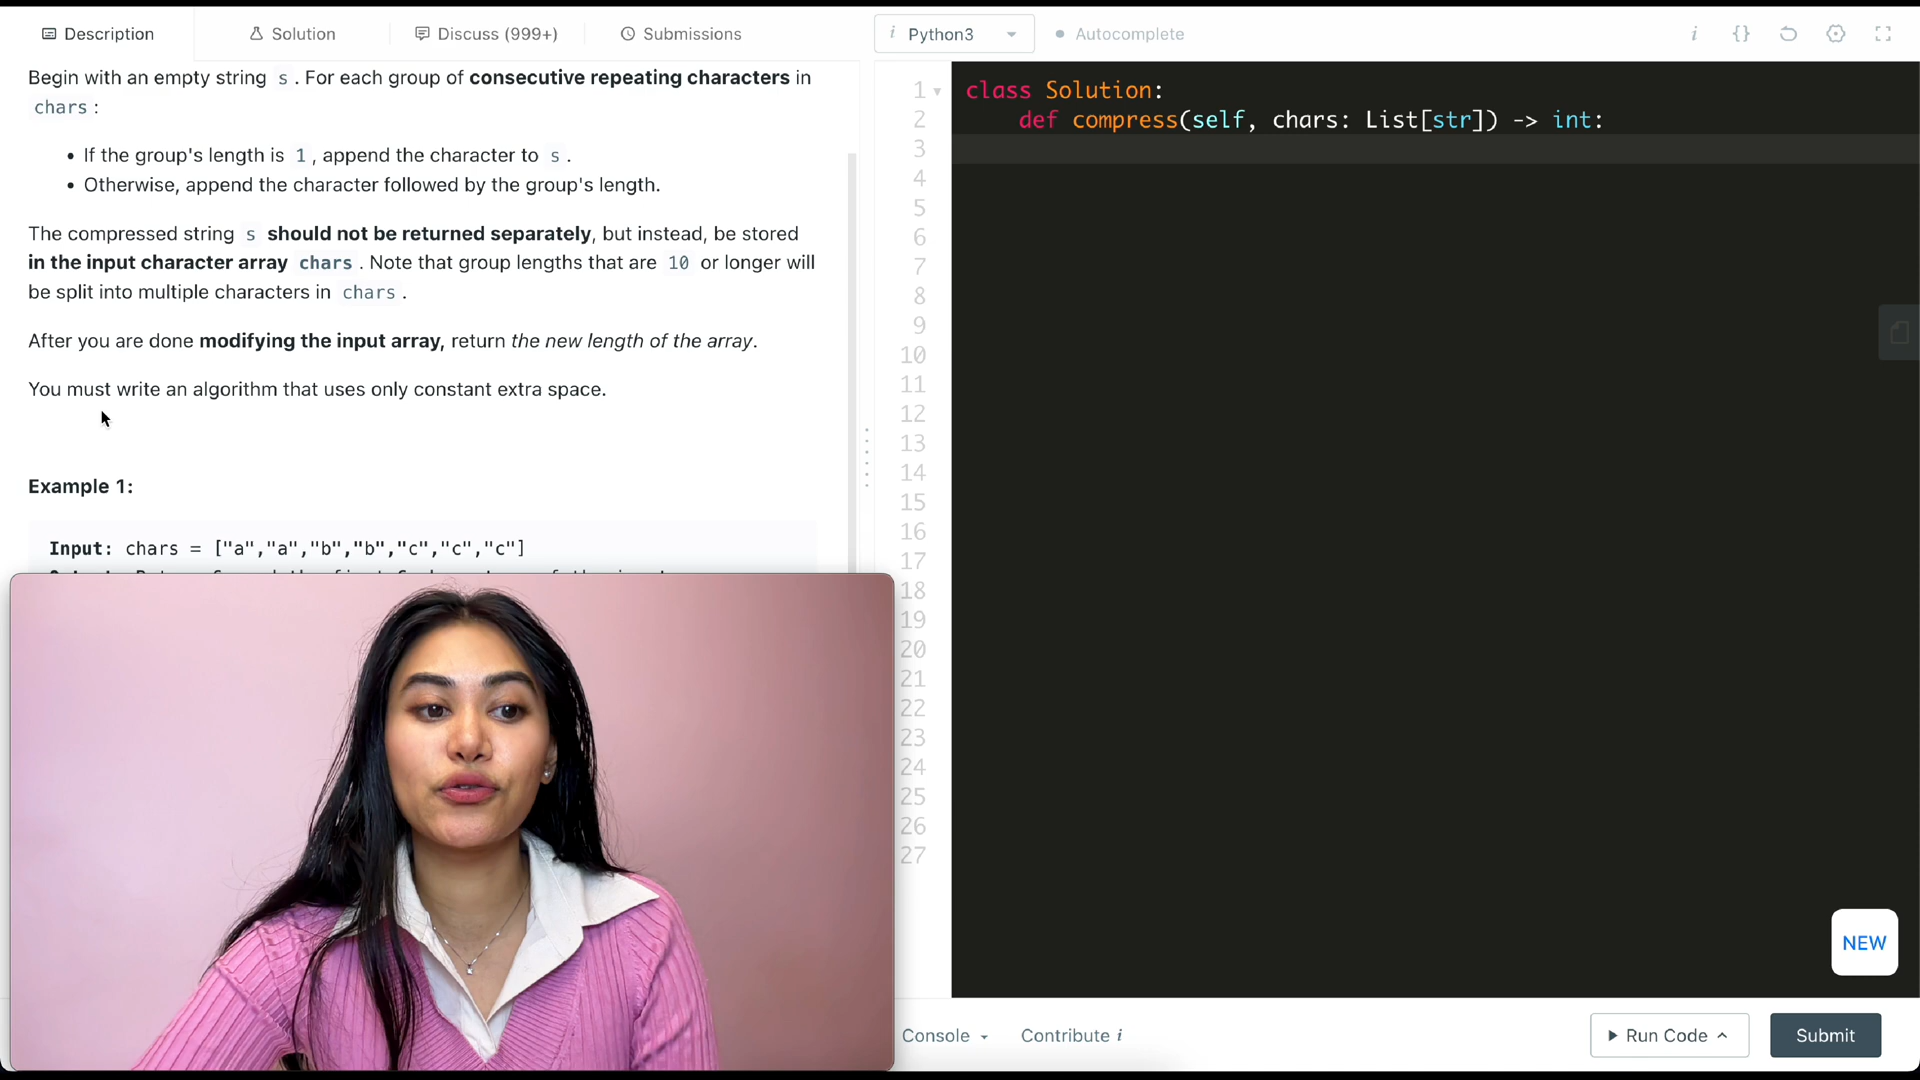 Description
Solution
Discuss (999+)
Submissions
i Python3
Autocomplete
i {}
Begin with an empty string s. For each group of consecutive repeating characters in
chars:
• If the group's length is 1, append the character to s.
• Otherwise, append the character followed by the group's length.
The compressed string s should not be returned separately, but instead, be stored
in the input character array chars. Note that group lengths that are 10 or longer will
be split into multiple characters in chars.
After you are done modifying the input array, return the new length of the array.
You must write an algorithm that uses only constant extra space.
Example 1:
Input: chars = ["a","a","b","b","c","c","c"]
1 class Solution:
2 def compress(self, chars: List[str]) -> int:
3
4
5
6
7
8
9
10
11
12
13
14
15
16
17
18
19
20
21
22
23
24
25
26
27
NEW
Console
Contribute i
Run Code
Submit